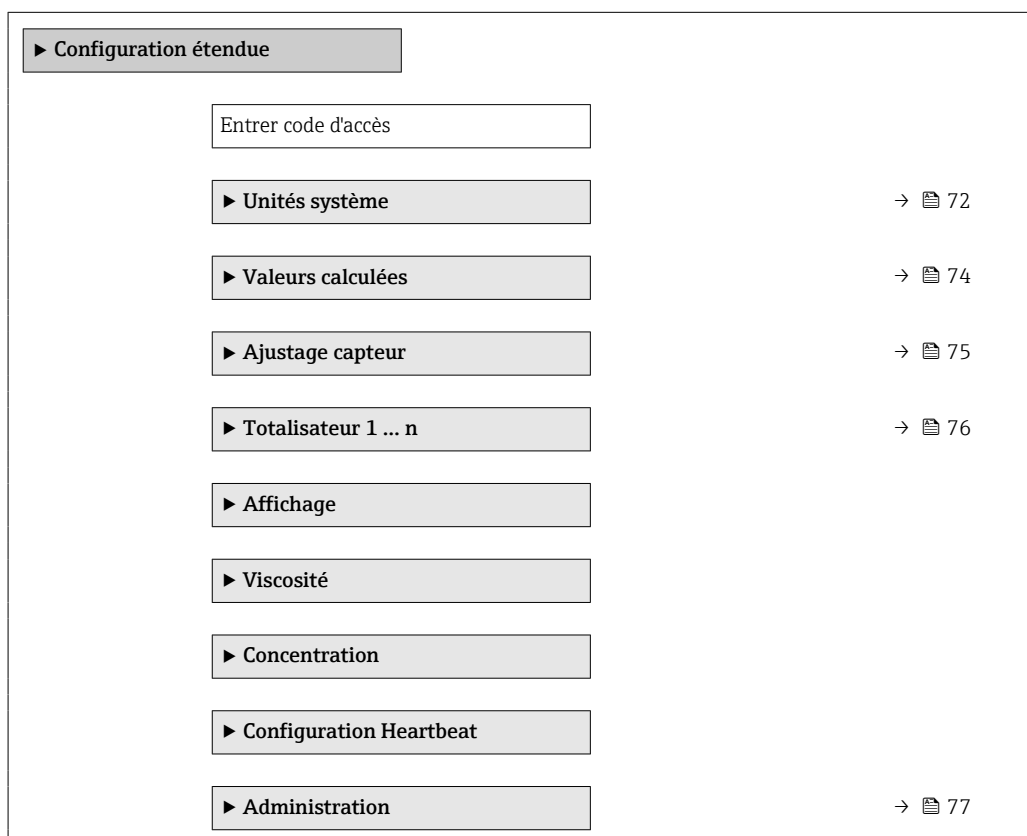 ► Configuration étendue
Entrer code d'accès
► Unités système → 72
► Valeurs calculées → 74
► Ajustage capteur → 75
► Totalisateur 1 ... n → 76
► Affichage
► Viscosité
► Concentration
► Configuration Heartbeat
► Administration → 77